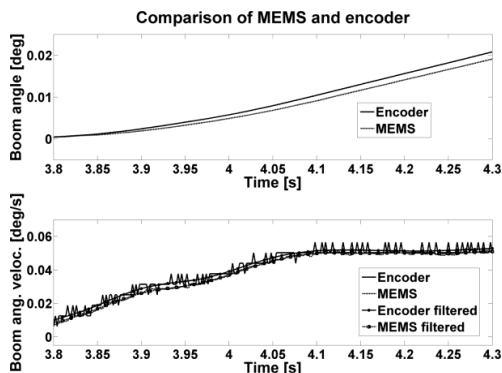 Comparison of MEMS and encoder
Boom angle [deg]
0.02
0.01
0
Encoder
MEMS
3.8 3.85 3.9 3.95 4 4.05 4.1 4.15 4.2 4.25 4.3
Time [s]
Boom ang. veloc. [deg/s]
0.06
0.04
0.02
0
Encoder
MEMS
Encoder filtered
MEMS filtered
3.8 3.85 3.90 3.95 4 4.05 4.1 4.15 4.2 4.25 4.3
Time [s]